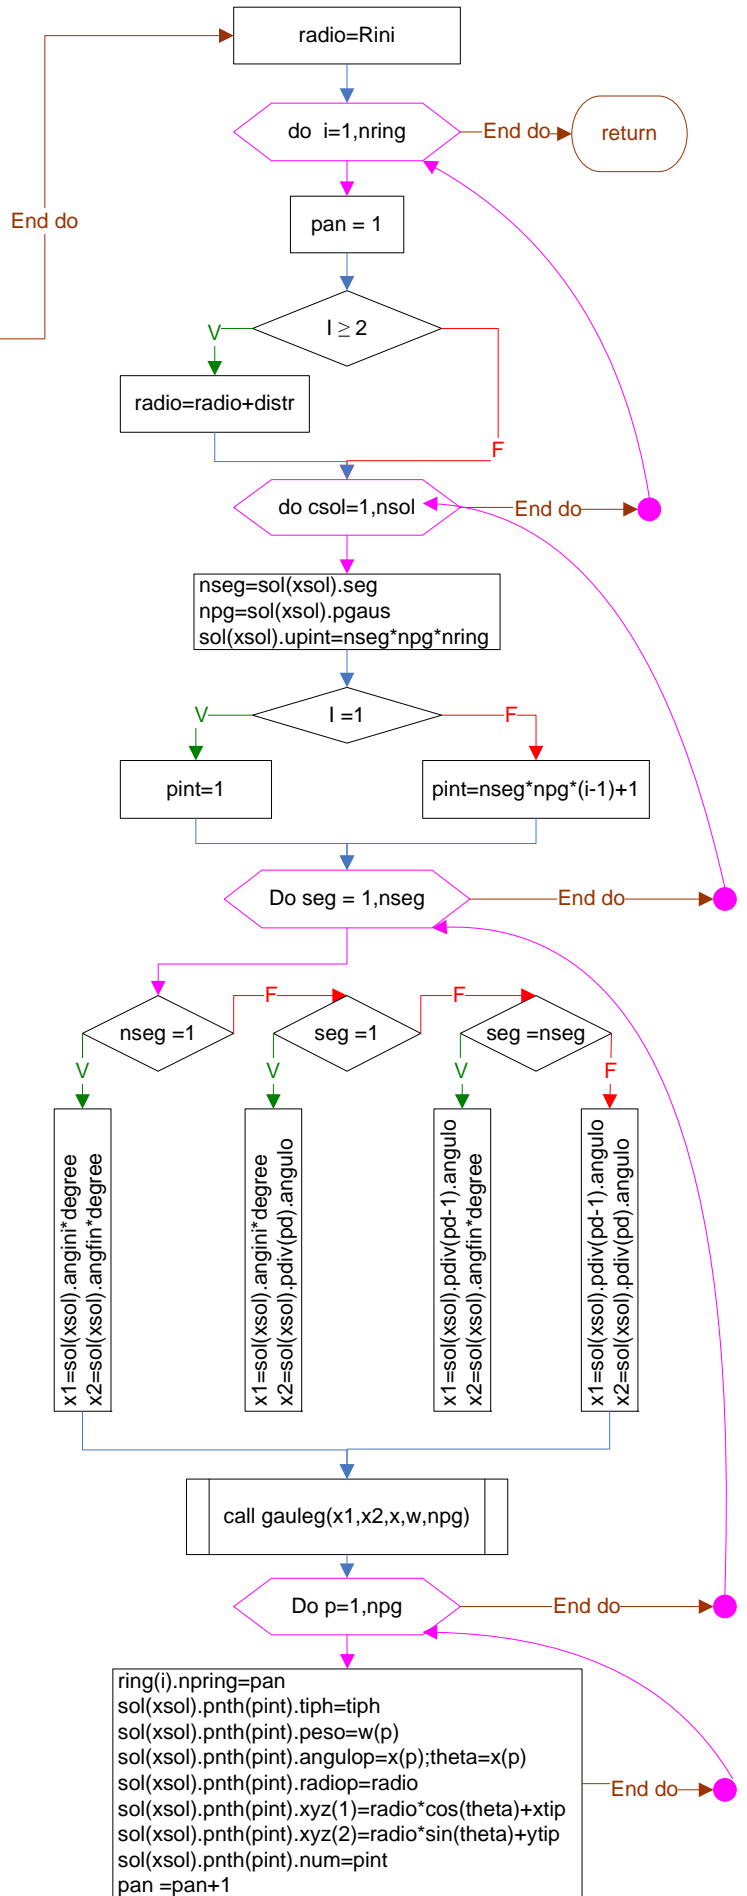 radio=Rini
do i=1,nring
End do
return
End do
pan = 1
I ≥ 2
V
radio=radio+distr
F
do csol=1,nsol
End do
nseg=sol(xsol).seg
npg=sol(xsol).pgaus
sol(xsol).upint=nseg*npg*nring
I =1
V
F
pint=1
pint=nseg*npg*(i-1)+1
Do seg = 1,nseg
End do
nseg =1
F
seg =1
F
seg =nseg
V
V
V
F
x1=sol(xsol).angini*degree
x2=sol(xsol).angfin*degree
x1=sol(xsol).angini*degree
x2=sol(xsol).pdiv(pd).angulo
x1=sol(xsol).pdiv(pd-1).angulo
x2=sol(xsol).angfin*degree
x1=sol(xsol).pdiv(pd-1).angulo
x2=sol(xsol).pdiv(pd).angulo
call gauleg(x1,x2,x,w,npg)
Do p=1,npg
End do
ring(i).npring=pan
sol(xsol).pnth(pint).tiph=tiph
sol(xsol).pnth(pint).peso=w(p)
sol(xsol).pnth(pint).angulop=x(p);theta=x(p)
sol(xsol).pnth(pint).radiop=radio
sol(xsol).pnth(pint).xyz(1)=radio*cos(theta)+xtip
sol(xsol).pnth(pint).xyz(2)=radio*sin(theta)+ytip
sol(xsol).pnth(pint).num=pint
pan =pan+1
End do